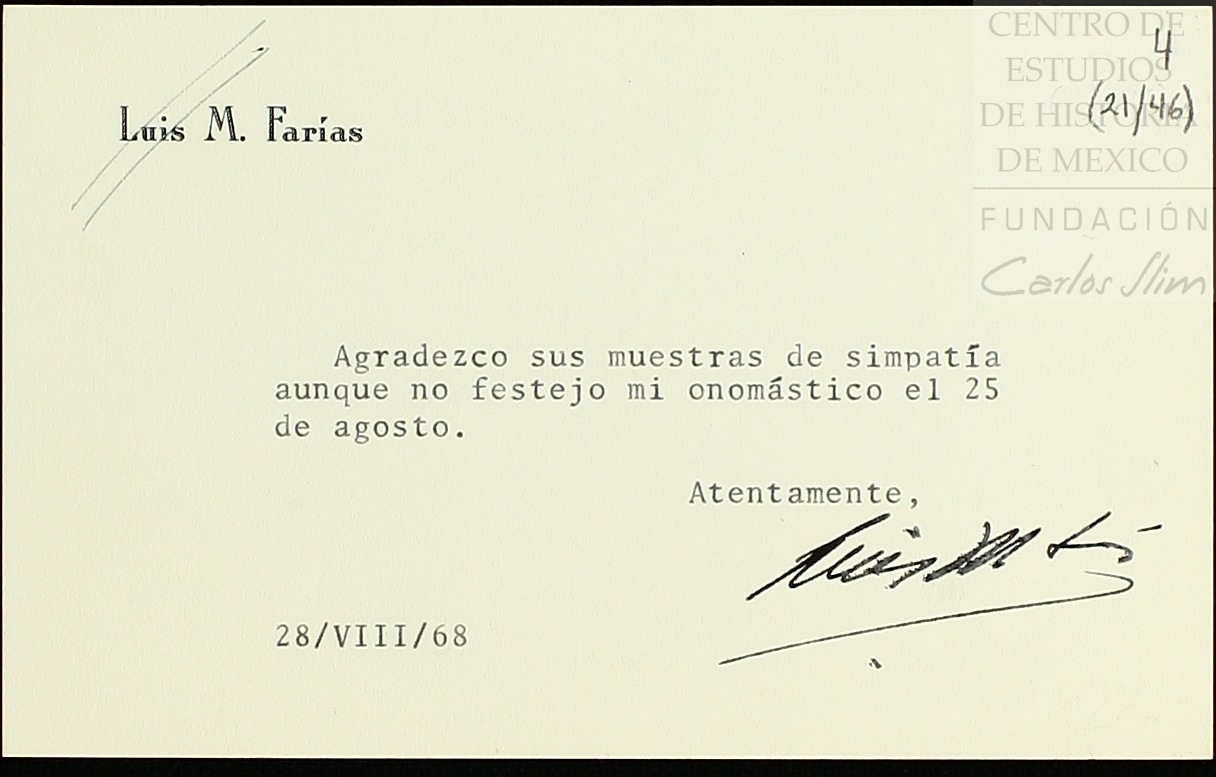 CENTRO DE
ESTUDIOS
DE HISTORIA
DE MEXICO
FUNDACIÓN
Carlos Slim
4
(21/46)
Luis M. Farías
Agradezco sus muestras de simpatía
aunque no festejo mi onomástico el 25
de agosto.
Atentamente,
28/VIII/68